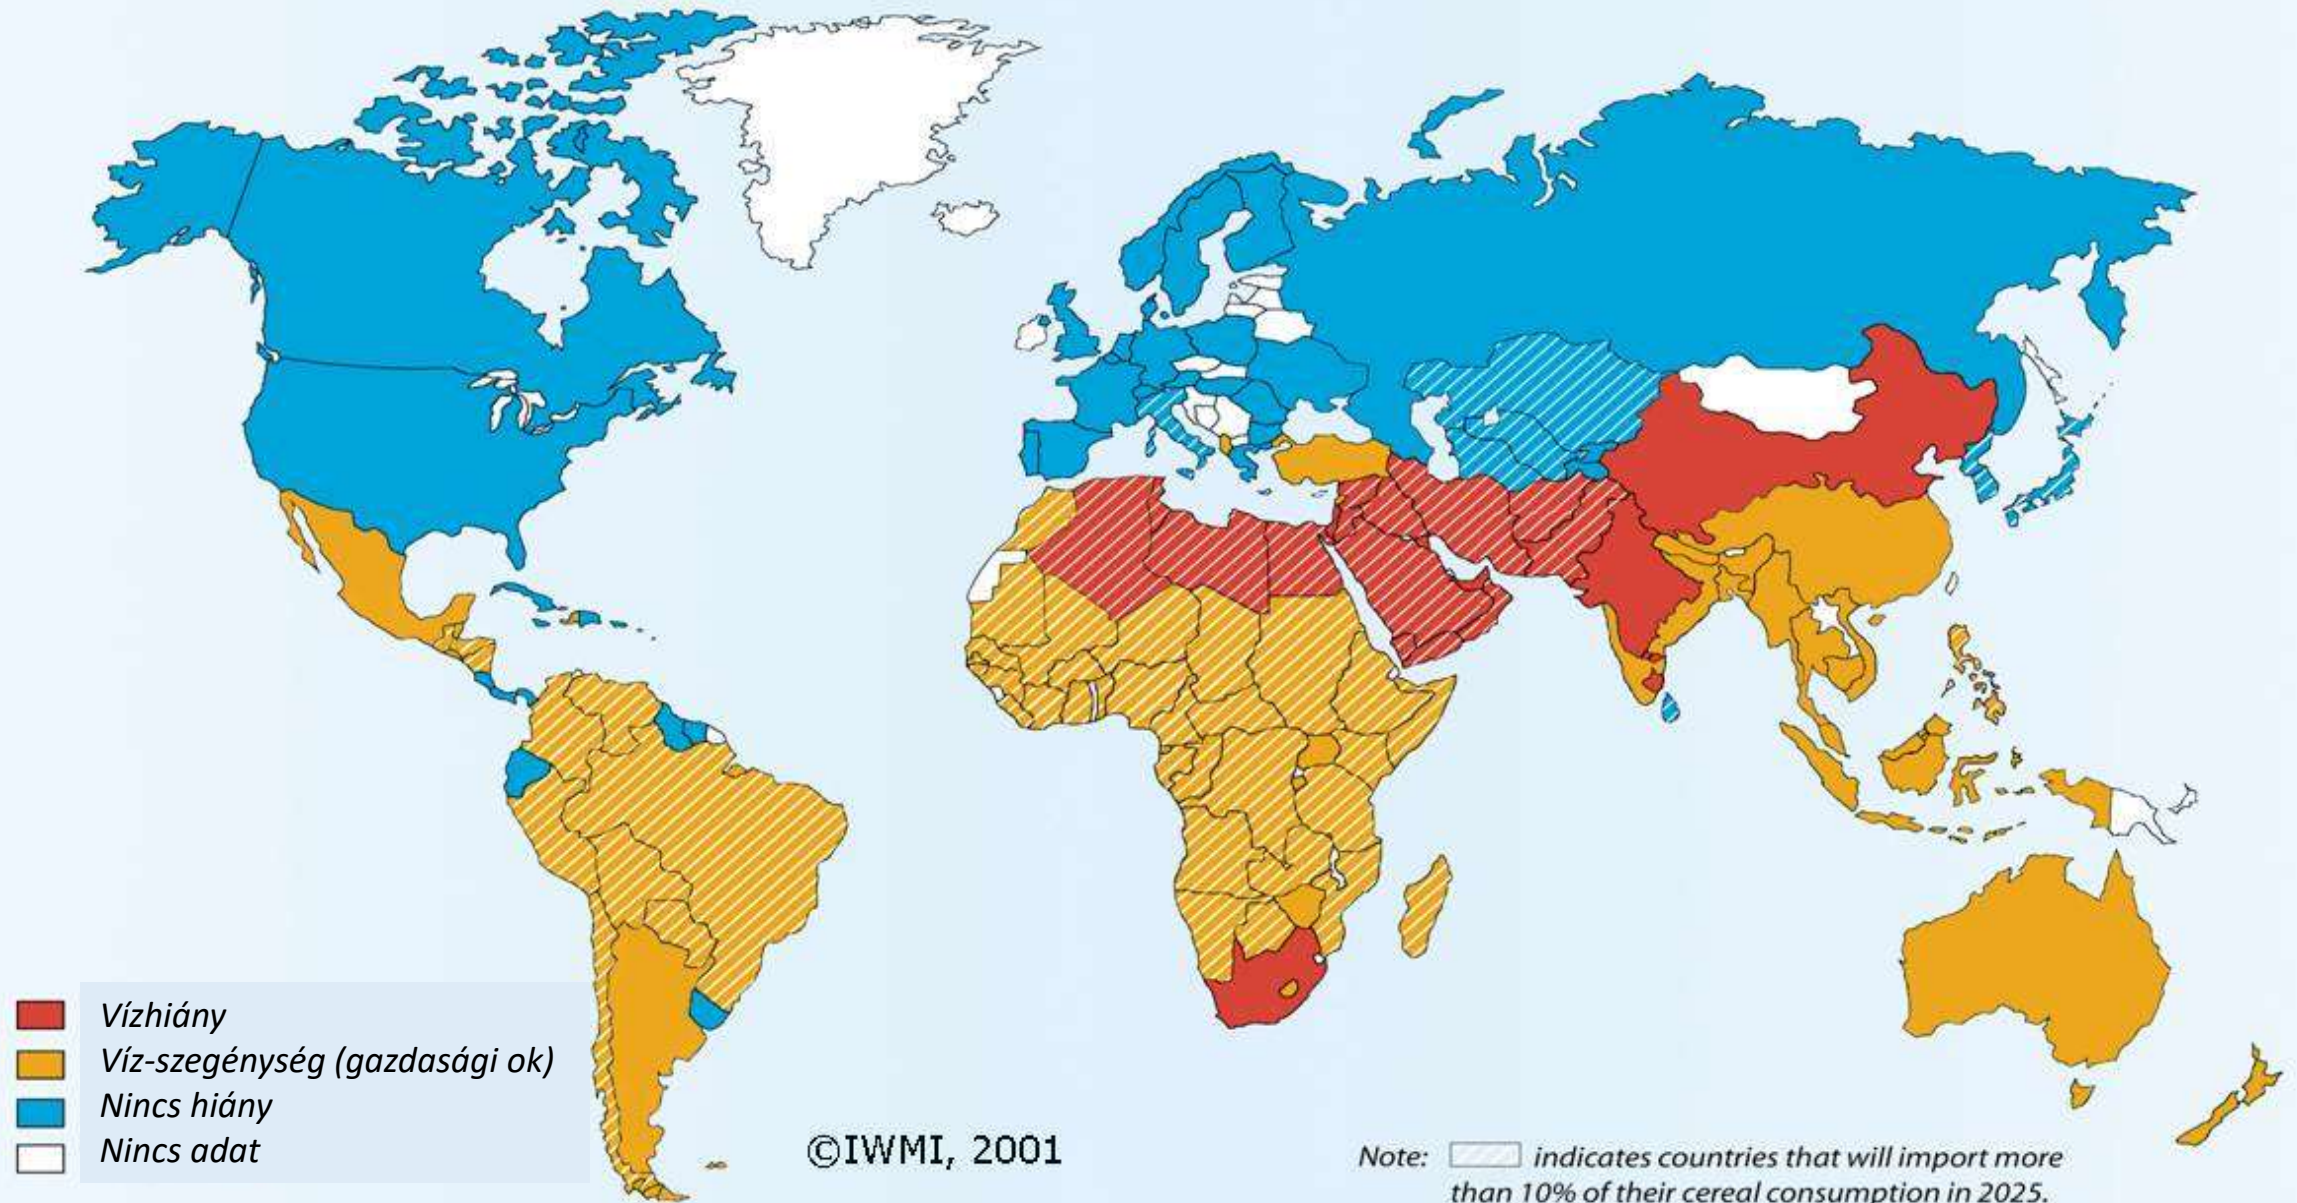 Vízhiány
Víz-szegénység (gazdasági ok)
Nincs hiány
Nincs adat
©IWMI, 2001
Note: indicates countries that will import more
than 10% of their cereal consumption in 2025.